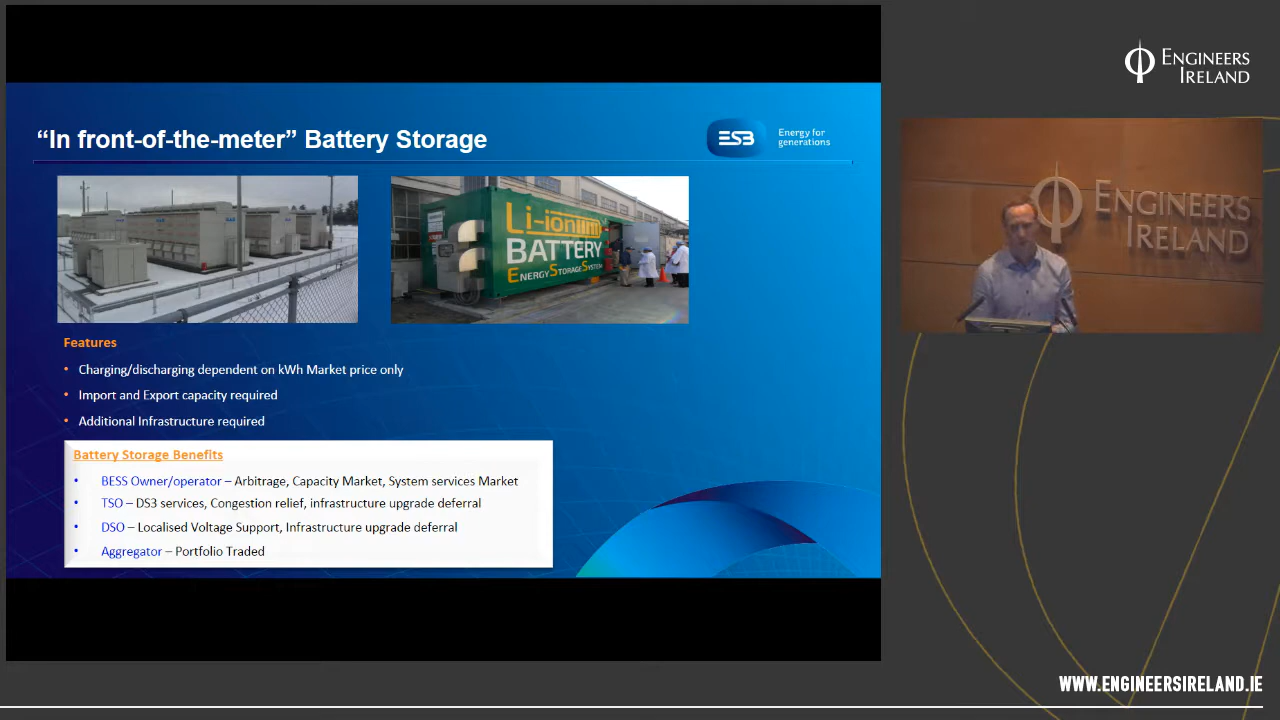 “In front-of-the-meter” Battery Storage
ESB
Energy for
generations
Li-ion
BATTERY
ENERGY STORAGE SYSTEM
Features
• Charging/discharging dependent on kWh Market price only
• Import and Export capacity required
• Additional Infrastructure required
Battery Storage Benefits
• BESS Owner/operator – Arbitrage, Capacity Market, System services Market
• TSO – DS3 services, Congestion relief, infrastructure upgrade deferral
• DSO – Localised Voltage Support, Infrastructure upgrade deferral
• Aggregator – Portfolio Traded
ENGINEERS
IRELAND
ENGINEERS
IRELAND
WWW.ENGINEERSIRELAND.IE